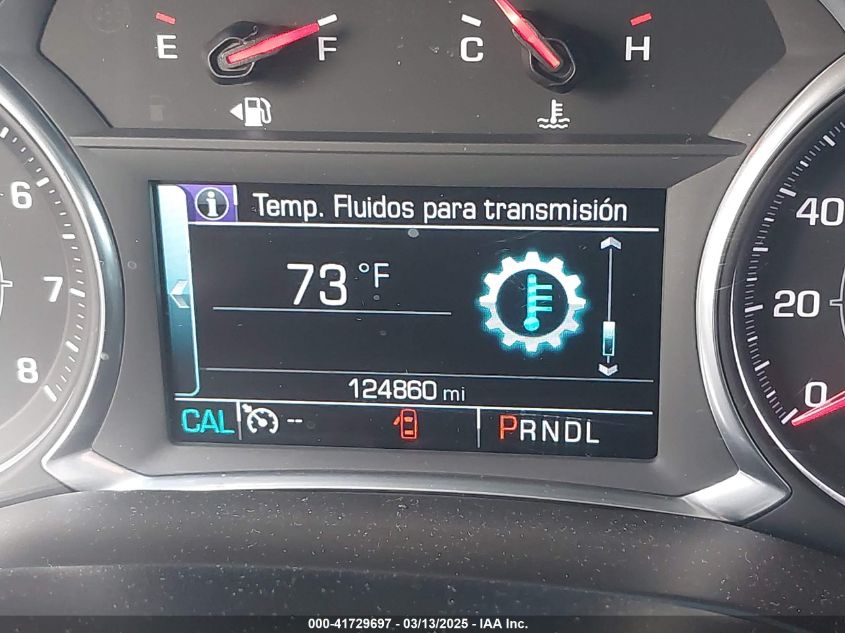 E F C H
Temp. Fluidos para transmisión
73 °F
124860 mi
CAL -- PRNDL
6
7
8
40
20
0
000-41729697 - 03/13/2025 - IAA Inc.